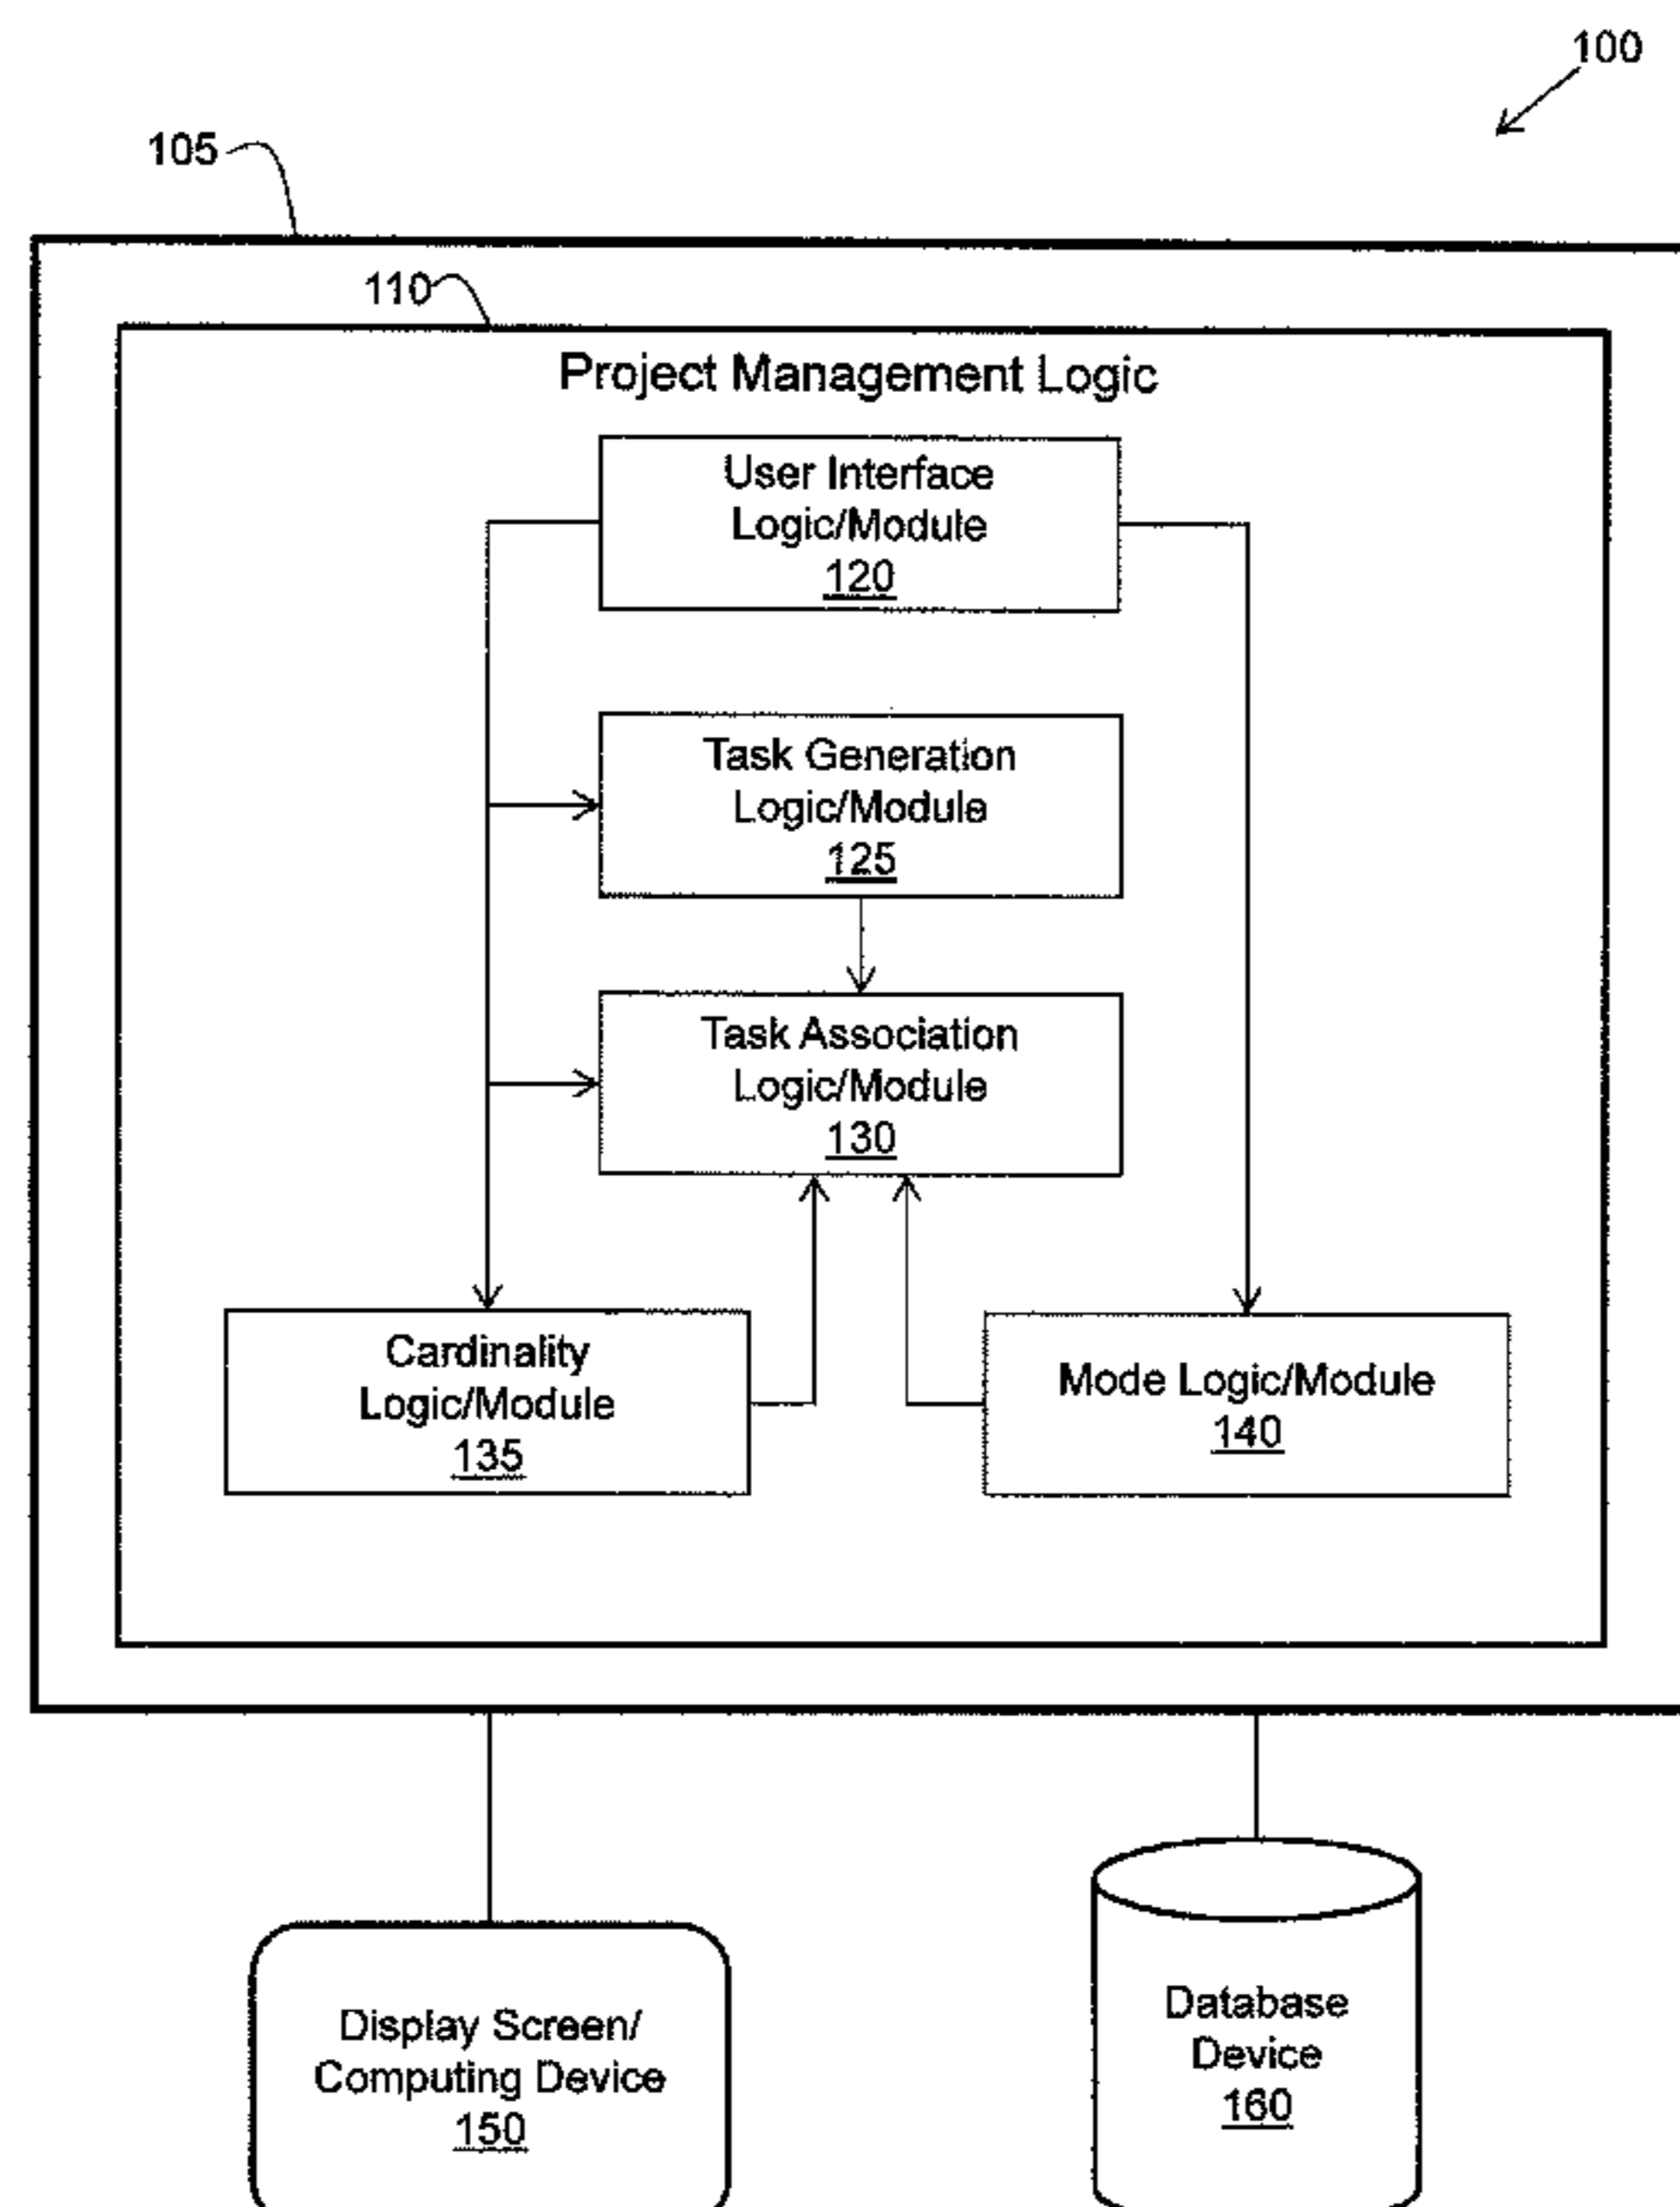 100
105
110
Project Management Logic
User Interface
Logic/Module
120
Task Generation
Logic/Module
125
Task Association
Logic/Module
130
Cardinality
Logic/Module
135
Mode Logic/Module
140
Display Screen/
Computing Device
150
Database
Device
160